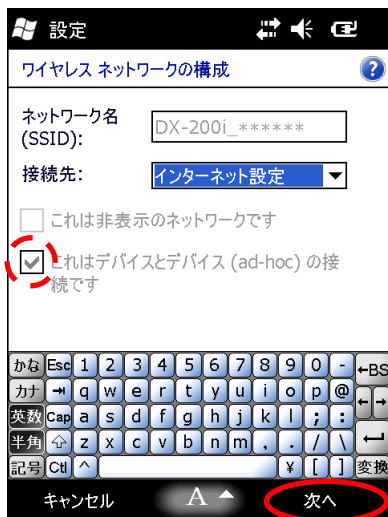 設定
ワイヤレス ネットワークの構成
?
ネットワーク名
(SSID):
DX-200i_******
接続先:
インターネット設定
これは非表示のネットワークです
これはデバイスとデバイス (ad-hoc) の接
続です
かな Esc 1 2 3 4 5 6 7 8 9 0 - ←BS
カナ →| q w e r t y u i o p @
英数 Cap a s d f g h j k l ; : ← →
半角 ⇧ z x c v b n m , . / \ ↵
記号 Ctl ^ ¥ [ ] 変換
キャンセル A 次へ